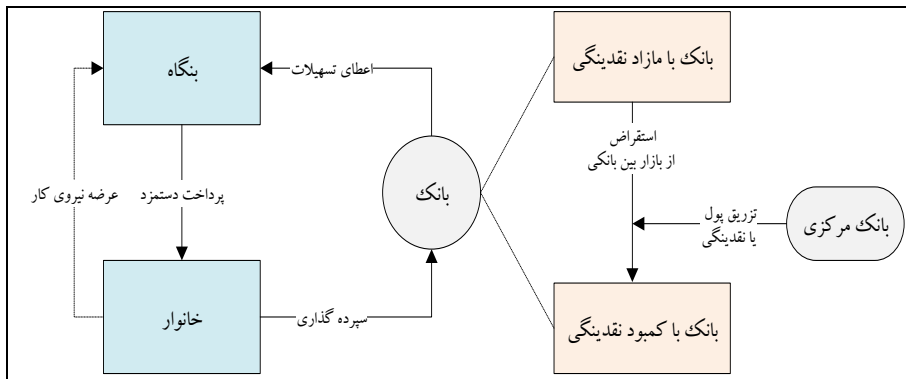 بانک با مازاد نقدینگی
اعطای تسهیلات
بنگاه
استقراض
از بازار بین بانکی
بانک
پرداخت دستمزد
عرضه نیروی کار
تزریق پول
یا نقدینگی
بانک مرکزی
بانک با کمبود نقدینگی
سپرده گذاری
خانوار